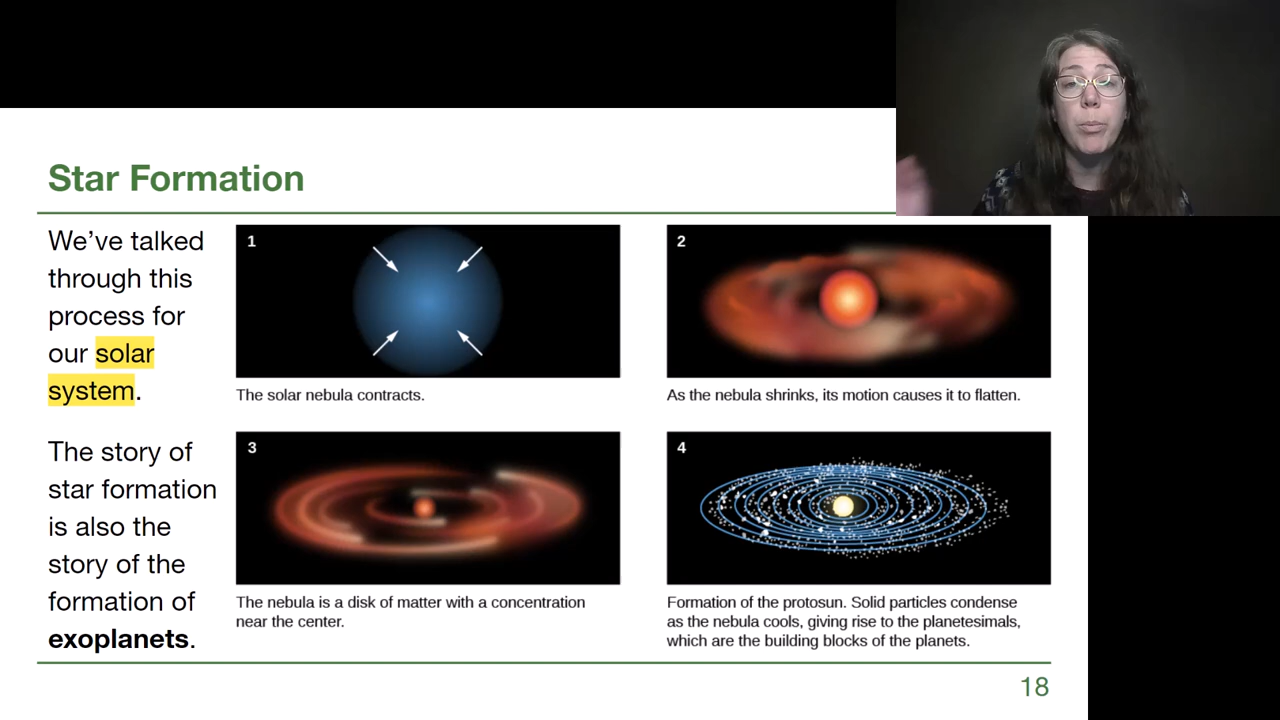 Star Formation
We’ve talked
through this
process for
our solar
system.
The story of
star formation
is also the
story of the
formation of
exoplanets.
1
The solar nebula contracts.
2
As the nebula shrinks, its motion causes it to flatten.
3
The nebula is a disk of matter with a concentration
near the center.
4
Formation of the protosun. Solid particles condense
as the nebula cools, giving rise to the planetesimals,
which are the building blocks of the planets.
18